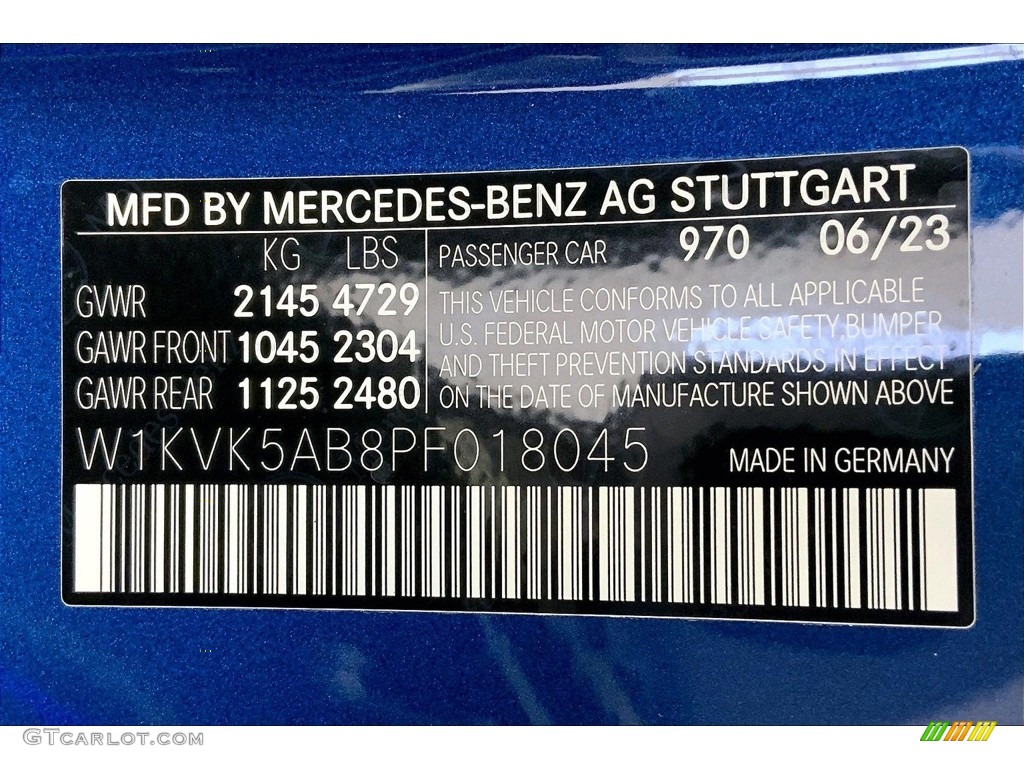 MFD BY MERCEDES-BENZ AG STUTTGART
KG LBS
GVWR 2145 4729
GAWR FRONT 1045 2304
GAWR REAR 1125 2480
PASSENGER CAR 970 06/23
THIS VEHICLE CONFORMS TO ALL APPLICABLE
U.S. FEDERAL MOTOR VEHICLE SAFETY,BUMPER
AND THEFT PREVENTION STANDARDS IN EFFECT
ON THE DATE OF MANUFACTURE SHOWN ABOVE
W1KVK5AB8PF018045
MADE IN GERMANY
GTCARLOT.COM